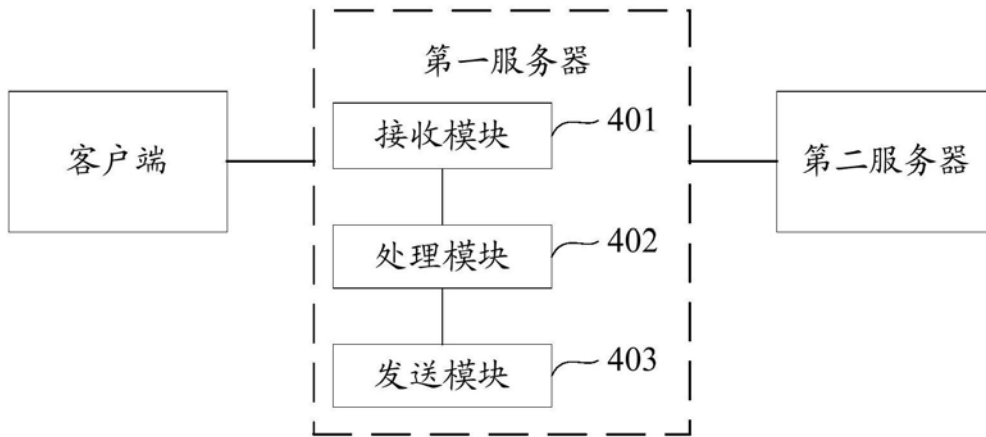 第一服务器
客户端
接收模块
401
第二服务器
处理模块
402
发送模块
403